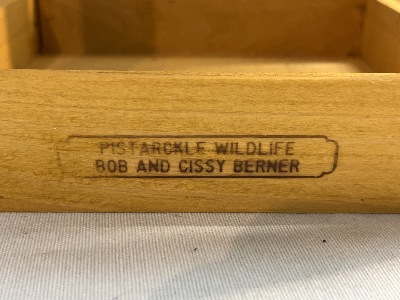 PISTARCKLE WILDLIFE
BOB AND CISSY BERNER